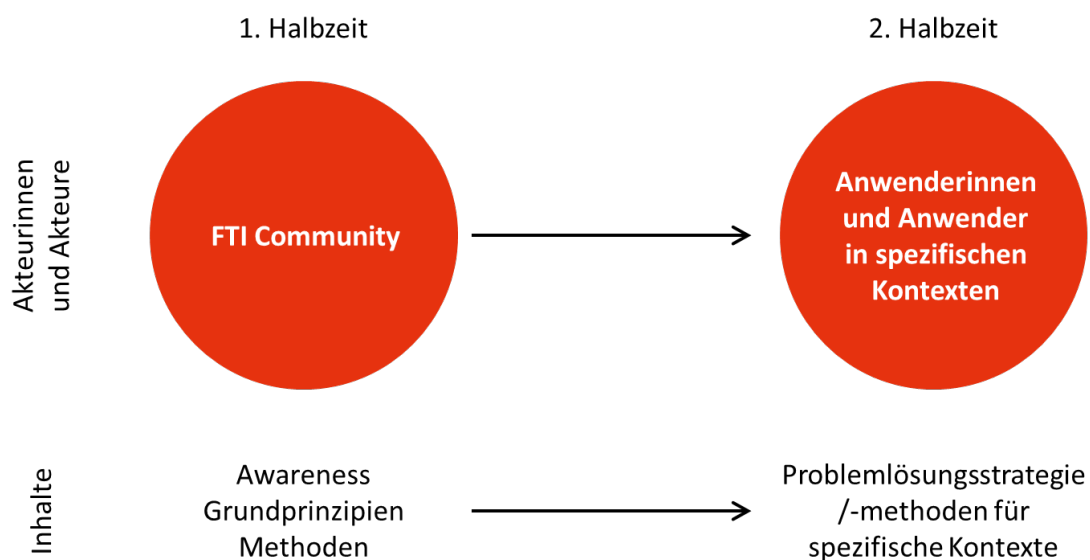 1. Halbzeit
2. Halbzeit
Akteurinnen
und Akteure
FTI Community
Anwenderinnen
und Anwender
in spezifischen
Kontexten
Inhalte
Awareness
Grundprinzipien
Methoden
Problemlösungsstrategie
/-methoden für
spezifische Kontexte